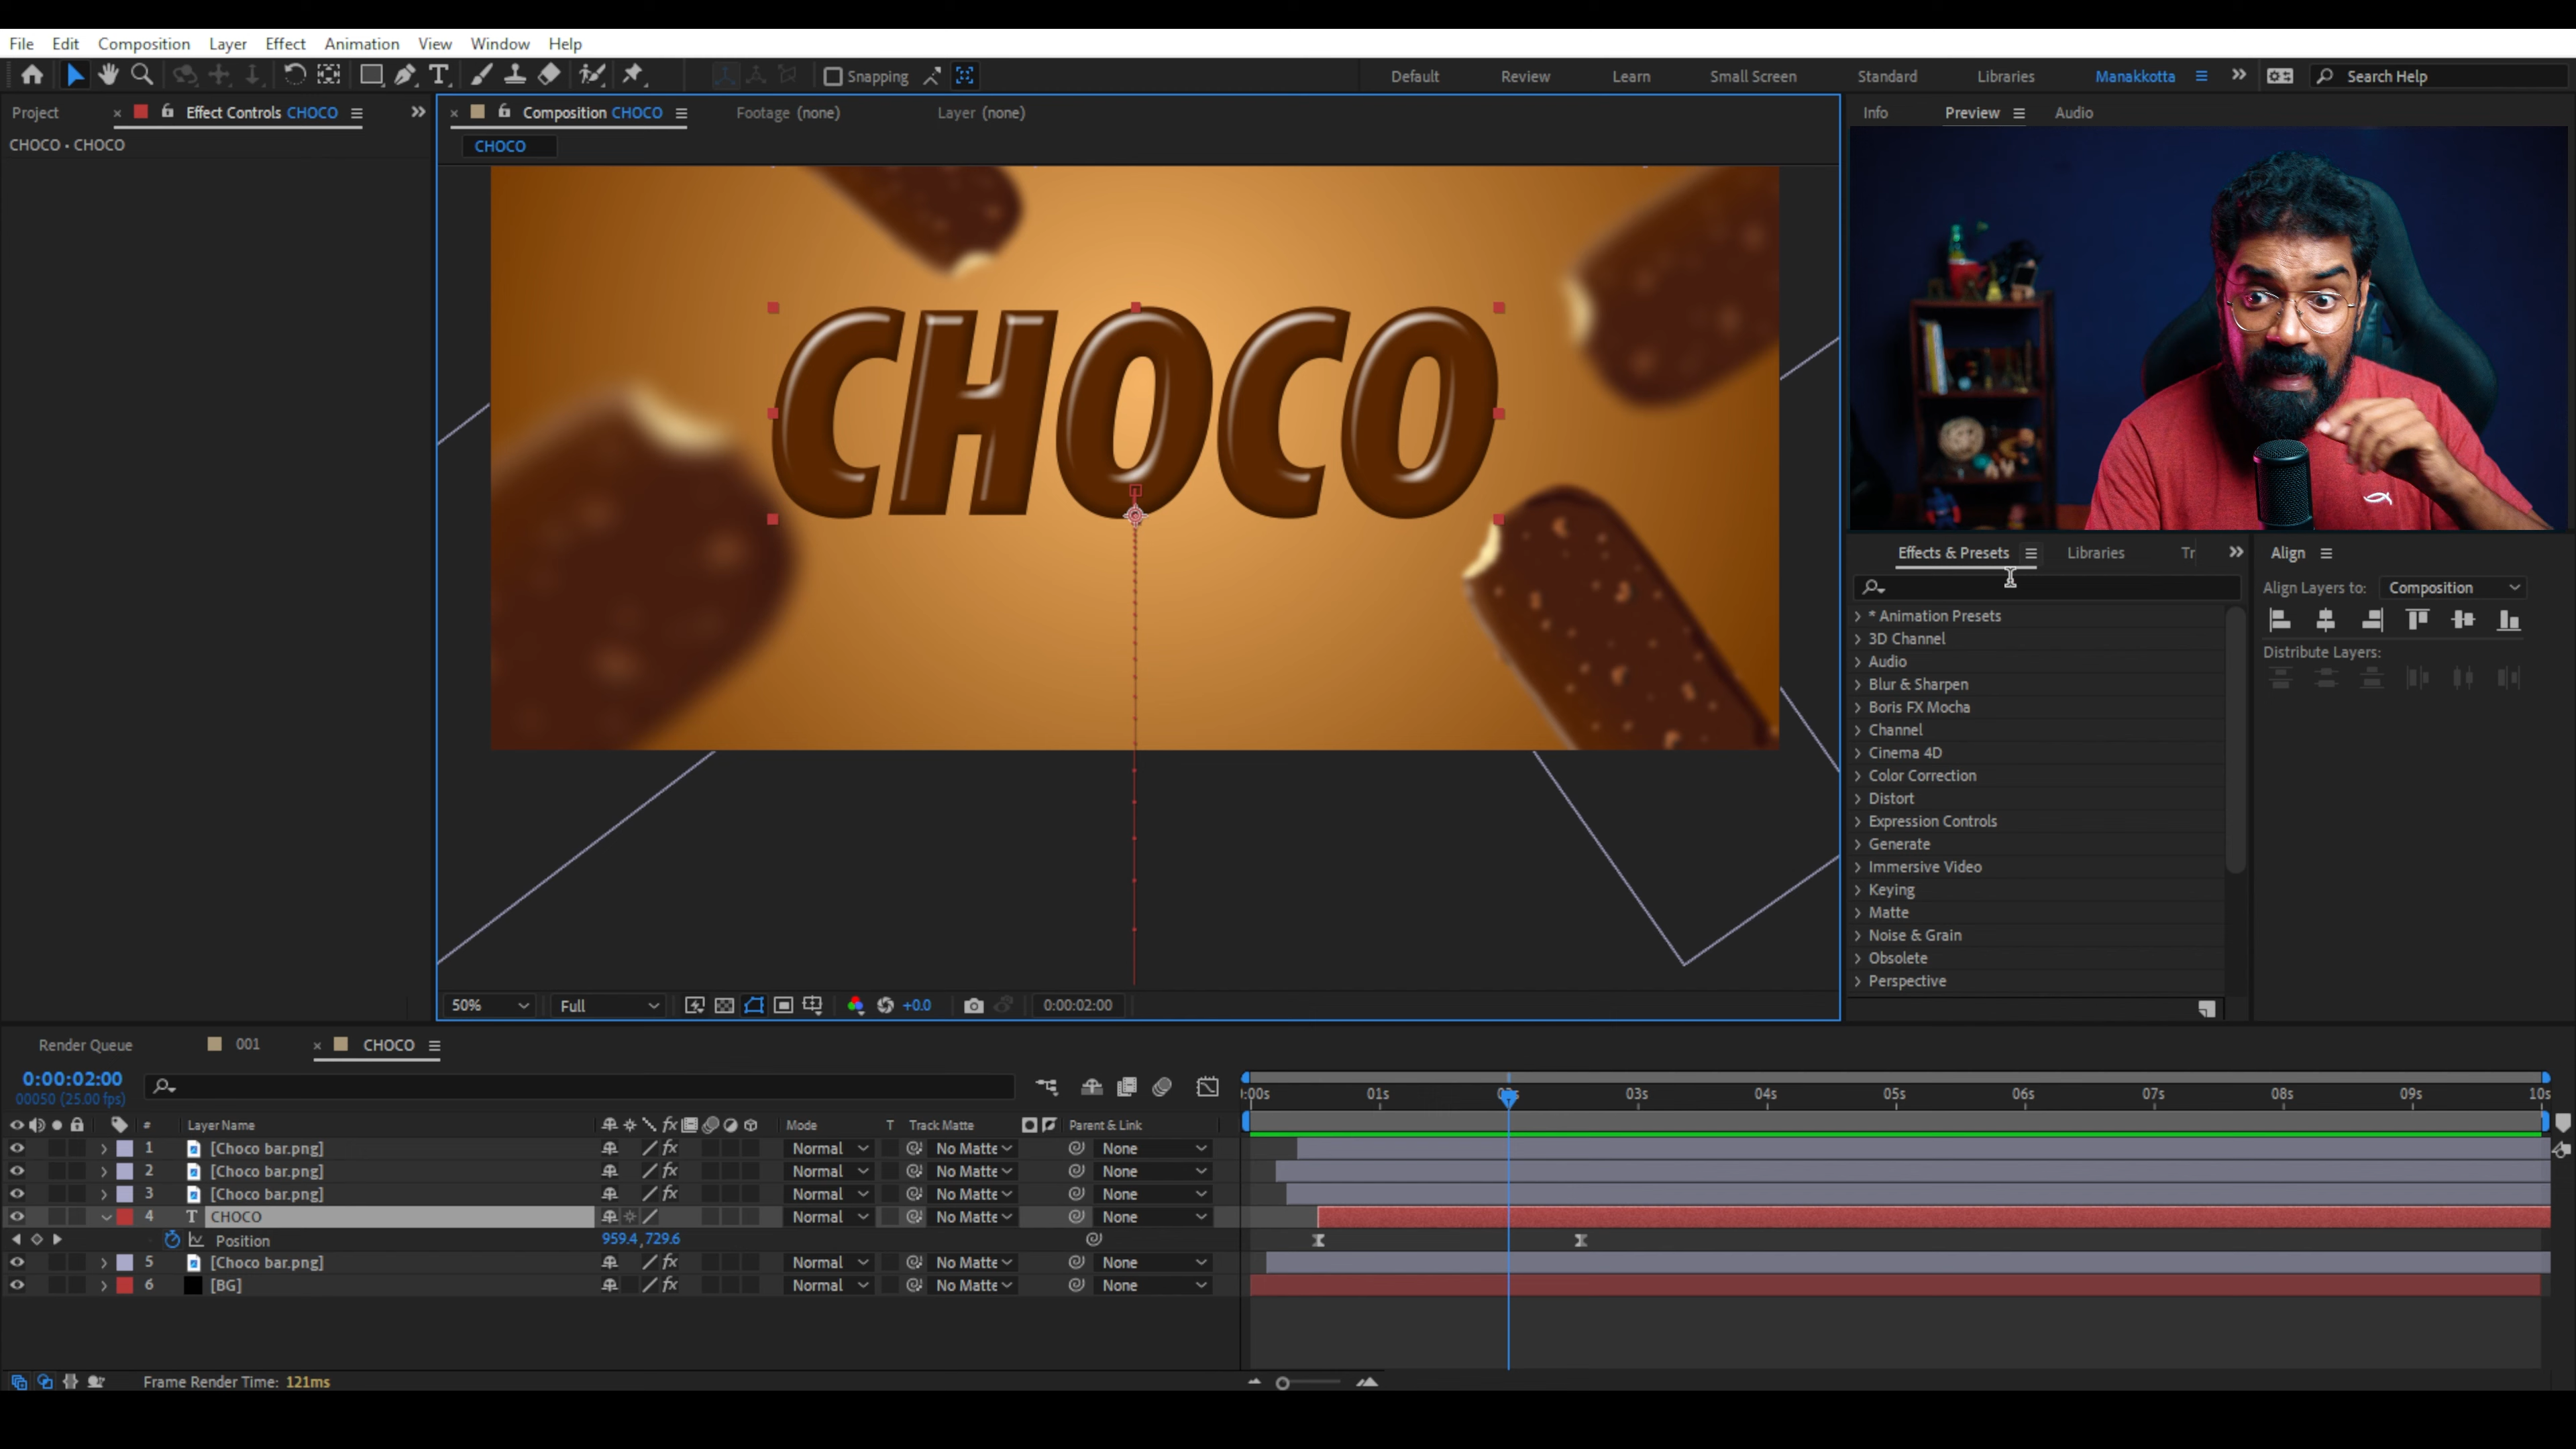 File Edit Composition Layer Effect Animation View Window Help
T Snapping Default Review Learn Small Screen Standard Libraries Manakkotta Search Help
Project × Effect Controls CHOCO × Composition CHOCO Footage (none) Layer (none) Info Preview Audio
CHOCO • CHOCO
CHOCO
CHOCO
Effects & Presets Libraries Tr Align
Align Layers to: Composition
* Animation Presets
3D Channel
Audio
Distribute Layers:
Blur & Sharpen
Boris FX Mocha
Channel
Cinema 4D
Color Correction
Distort
Expression Controls
Generate
Immersive Video
Keying
Matte
Noise & Grain
Obsolete
Perspective
50% Full +0.0 0:00:02:00
Render Queue 001 × CHOCO
0:00:02:00
00050 (25.00 fps)
:00s 01s 03s 04s 05s 06s 07s 08s 09s 10s
# Layer Name fx Mode T Track Matte Parent & Link
1 [Choco bar.png] fx Normal No Matte None
2 [Choco bar.png] fx Normal No Matte None
3 [Choco bar.png] fx Normal No Matte None
4 T CHOCO Normal No Matte None
Position 959.4,729.6
5 [Choco bar.png] fx Normal No Matte None
6 [BG] fx Normal No Matte None
Frame Render Time: 121ms